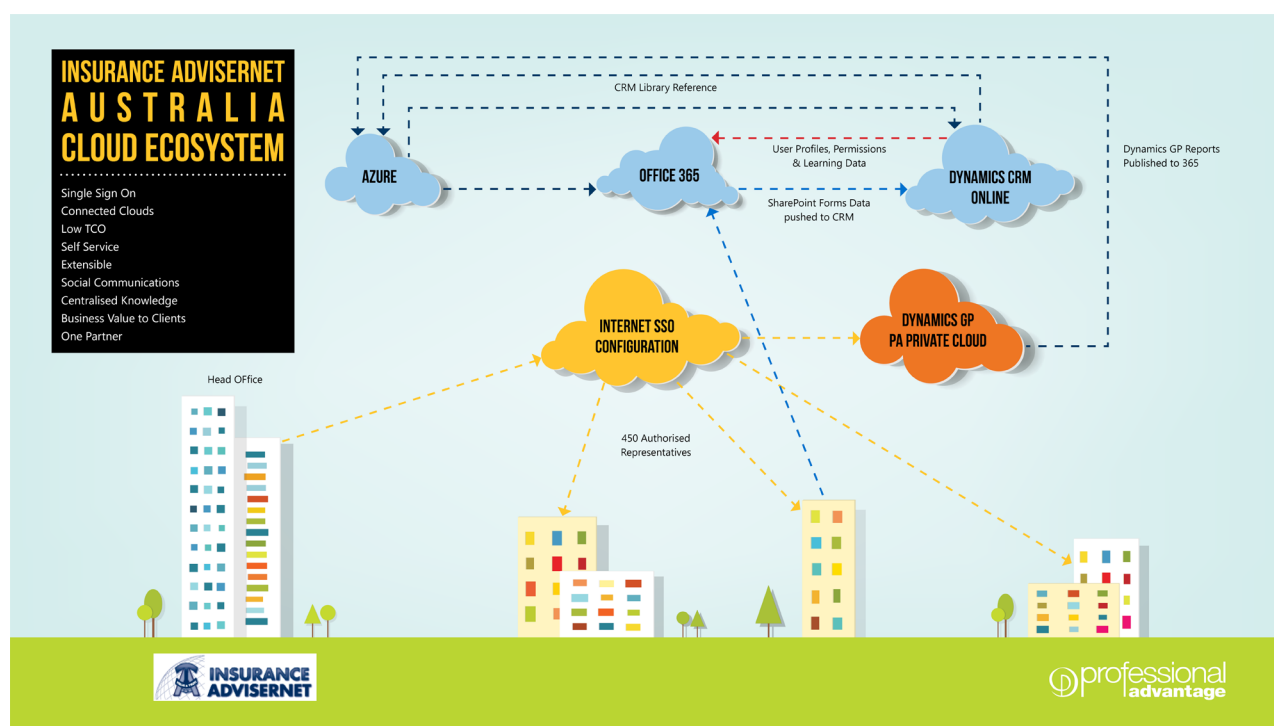 INSURANCE ADVISERNET
AUSTRALIA
CLOUD ECOSYSTEM
Single Sign On
Connected Clouds
Low TCO
Self Service
Extensible
Social Communications
Centralised Knowledge
Business Value to Clients
One Partner
CRM Library Reference
AZURE
OFFICE 365
User Profiles, Permissions
& Learning Data
SharePoint Forms Data
pushed to CRM
DYNAMICS CRM
ONLINE
Dynamics GP Reports
Published to 365
INTERNET SSO
CONFIGURATION
DYNAMICS GP
PA PRIVATE CLOUD
Head OFfice
450 Authorised
Representatives
INSURANCE
ADVISERNET
professional
advantage